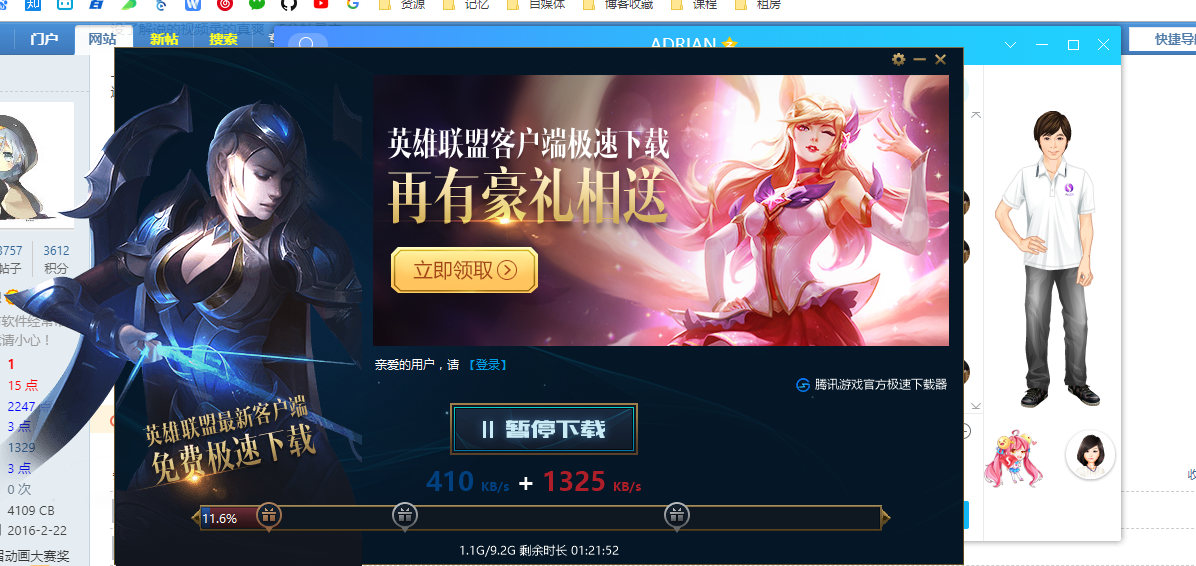 知
资源
记忆
自媒体
博客收藏
课程
租房
门户
网站
新帖
搜索
ADRIAN
快捷导
英雄联盟客户端极速下载
再有豪礼相送
立即领取
3757
3612
帖子
积分
软件经常
请小心！
亲爱的用户，请 【登录】
1
15 点
腾讯游戏官方极速下载器
2247
英雄联盟最新客户端
免费极速下载
暂停下载
3 点
1329
3 点
0 次
410 KB/s + 1325 KB/s
4109 CB
11.6%
2016-2-22
1.1G/9.2G 剩余时长 01:21:52
动画大赛奖